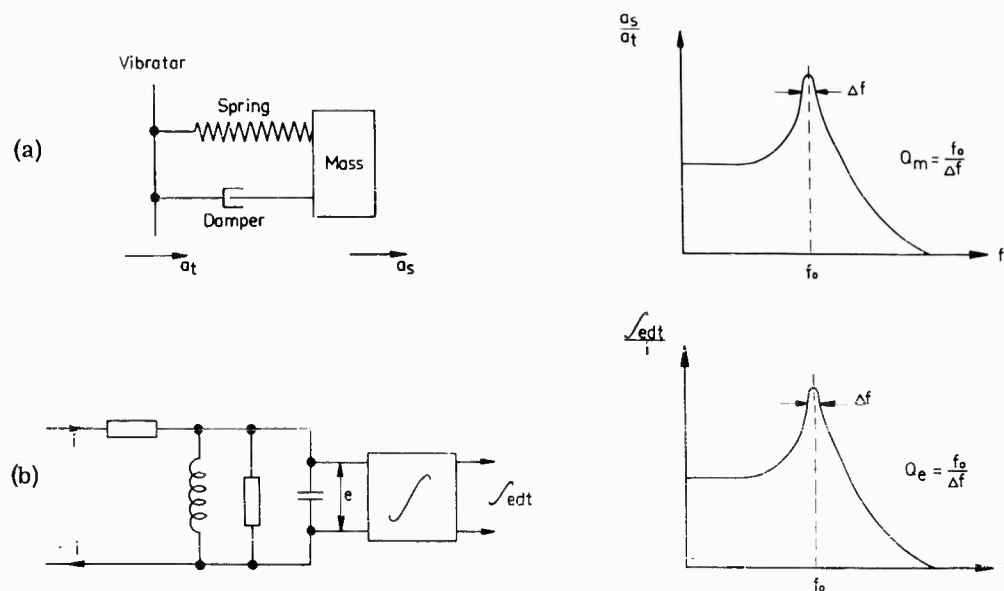 (a)
Vibrator
Spring
Mass
Damper
a_t
a_s
a_s/a_t
Δf
Q_m = f_o/Δf
f_o
f
(b)
i
i
e
∫
∫edt
∫edt/i
Δf
Q_e = f_o/Δf
f_o
f